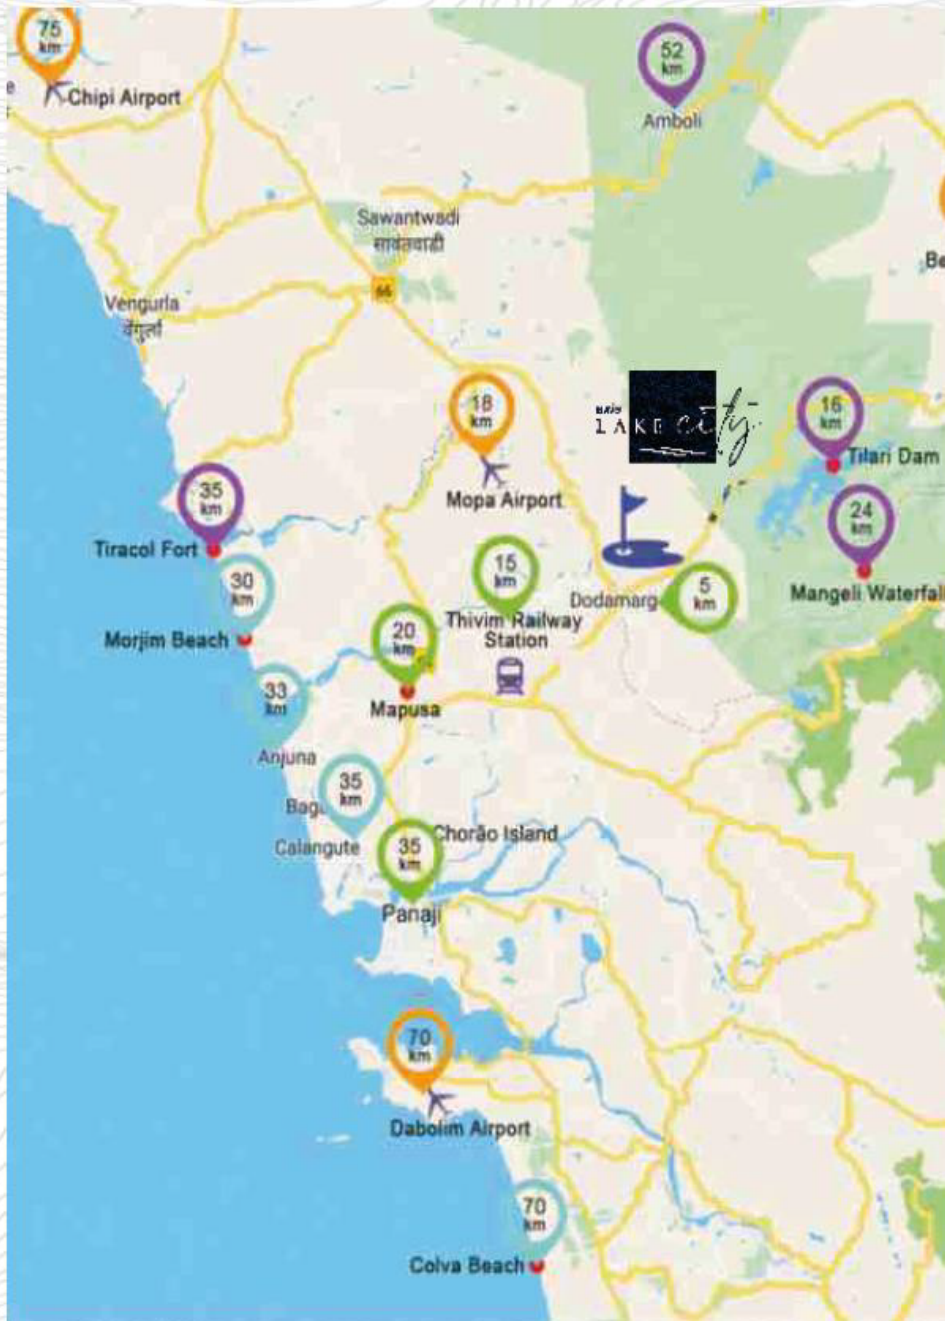 75
km
Chipi Airport
52
km
Amboli
Sawantwadi
सावंतवाडी
66
Be
Vengurla
वेंगुर्ला
18
km
Mopa Airport
LAKE City
16
km
Tilari Dam
35
km
Tiracol Fort
24
km
Mangeli Waterfall
15
km
Thivim Railway
Station
Dodamarg
5
km
30
km
Morjim Beach
20
km
Mapusa
33
km
Anjuna
35
km
Bag
Calangute
Chorão Island
35
km
Panaji
70
km
Dabolim Airport
70
km
Colva Beach